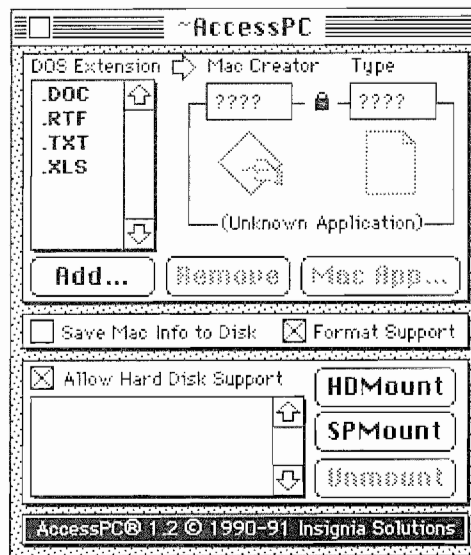 ~AccessPC
DOS Extension Mac Creator Type
.DOC
.RTF
.TXT
.XLS
???? ????
(Unknown Application)
Add... Remove Mac App...
Save Mac Info to Disk Format Support
Allow Hard Disk Support
HDMount
SPMount
Unmount
AccessPC® 1.2 © 1990-91 Insignia Solutions